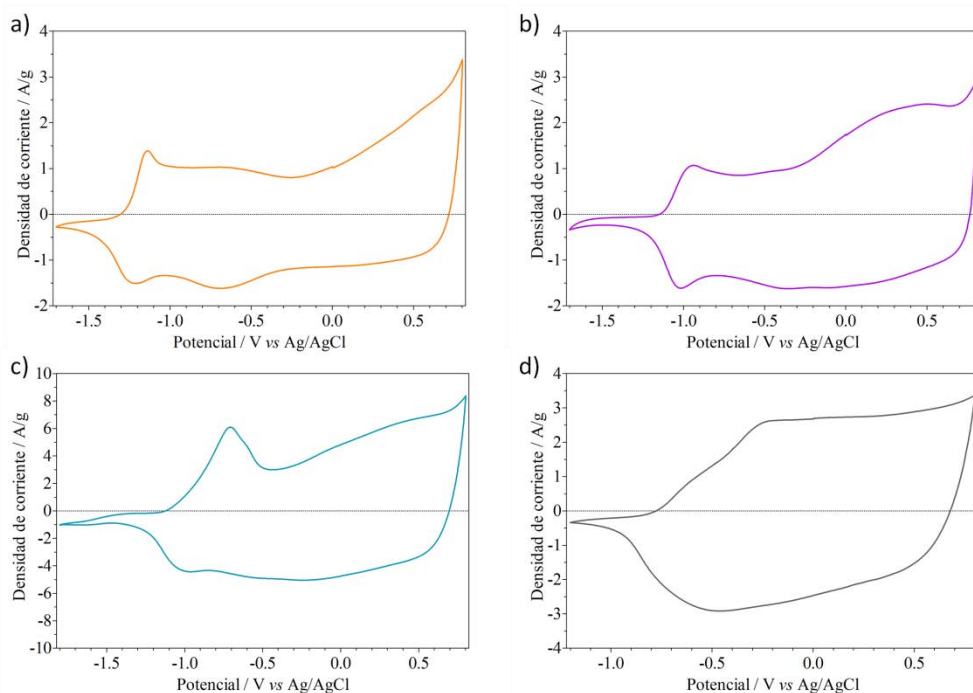 a)
4
3
2
1
0
-1
-2
-1.5 -1.0 -0.5 0.0 0.5
Densidad de corriente / A/g
Potencial / V vs Ag/AgCl
b)
4
3
2
1
0
-1
-2
-1.5 -1.0 -0.5 0.0 0.5
Densidad de corriente / A/g
Potencial / V vs Ag/AgCl
c)
10
8
6
4
2
0
-2
-4
-6
-8
-10
-1.5 -1.0 -0.5 0.0 0.5
Densidad de corriente / A/g
Potencial / V vs Ag/AgCl
d)
4
3
2
1
0
-1
-2
-3
-4
-1.0 -0.5 0.0 0.5
Densidad de corriente / A/g
Potencial / V vs Ag/AgCl